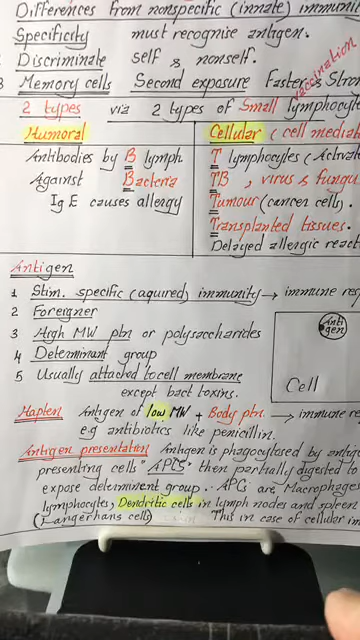 Differences from nonspecific (innate) immuni
Specificity must recognise antigen.
Discriminate self & nonself.
3 Memory cells Second exposure Faster & Stron
vaccination
2 types via 2 types of Small lymphocyt
Humoral
Antibodies by B lymph
Against Bacteria
Ig E causes allergy
Cellular (cell mediat
T lymphocytes (Activat
TB, virus & fungu
Tumour (cancer cells).
Transplanted tissues.
Delayed allergic react
Antigen
1 Stim. specific (aquired) immunity → immune res
2 Foreigner
3 High MW ptn or polysaccharides
4 Determinant group
5 Usually attached to cell membrane
except bact toxins.
Anti
gen
Cell
Hapten Antigen of low MW + Body ptn. → immune re
e.g antibiotics like penicillin.
Antigen presentation Antigen is phagocytosed by antig
presenting cells "APCS" then partially digested to
expose determinant group. APC are Macrophages
lymphocytes, Dendritic cells in lymph nodes and spleen
(Langerhans cells) This in case of cellular im